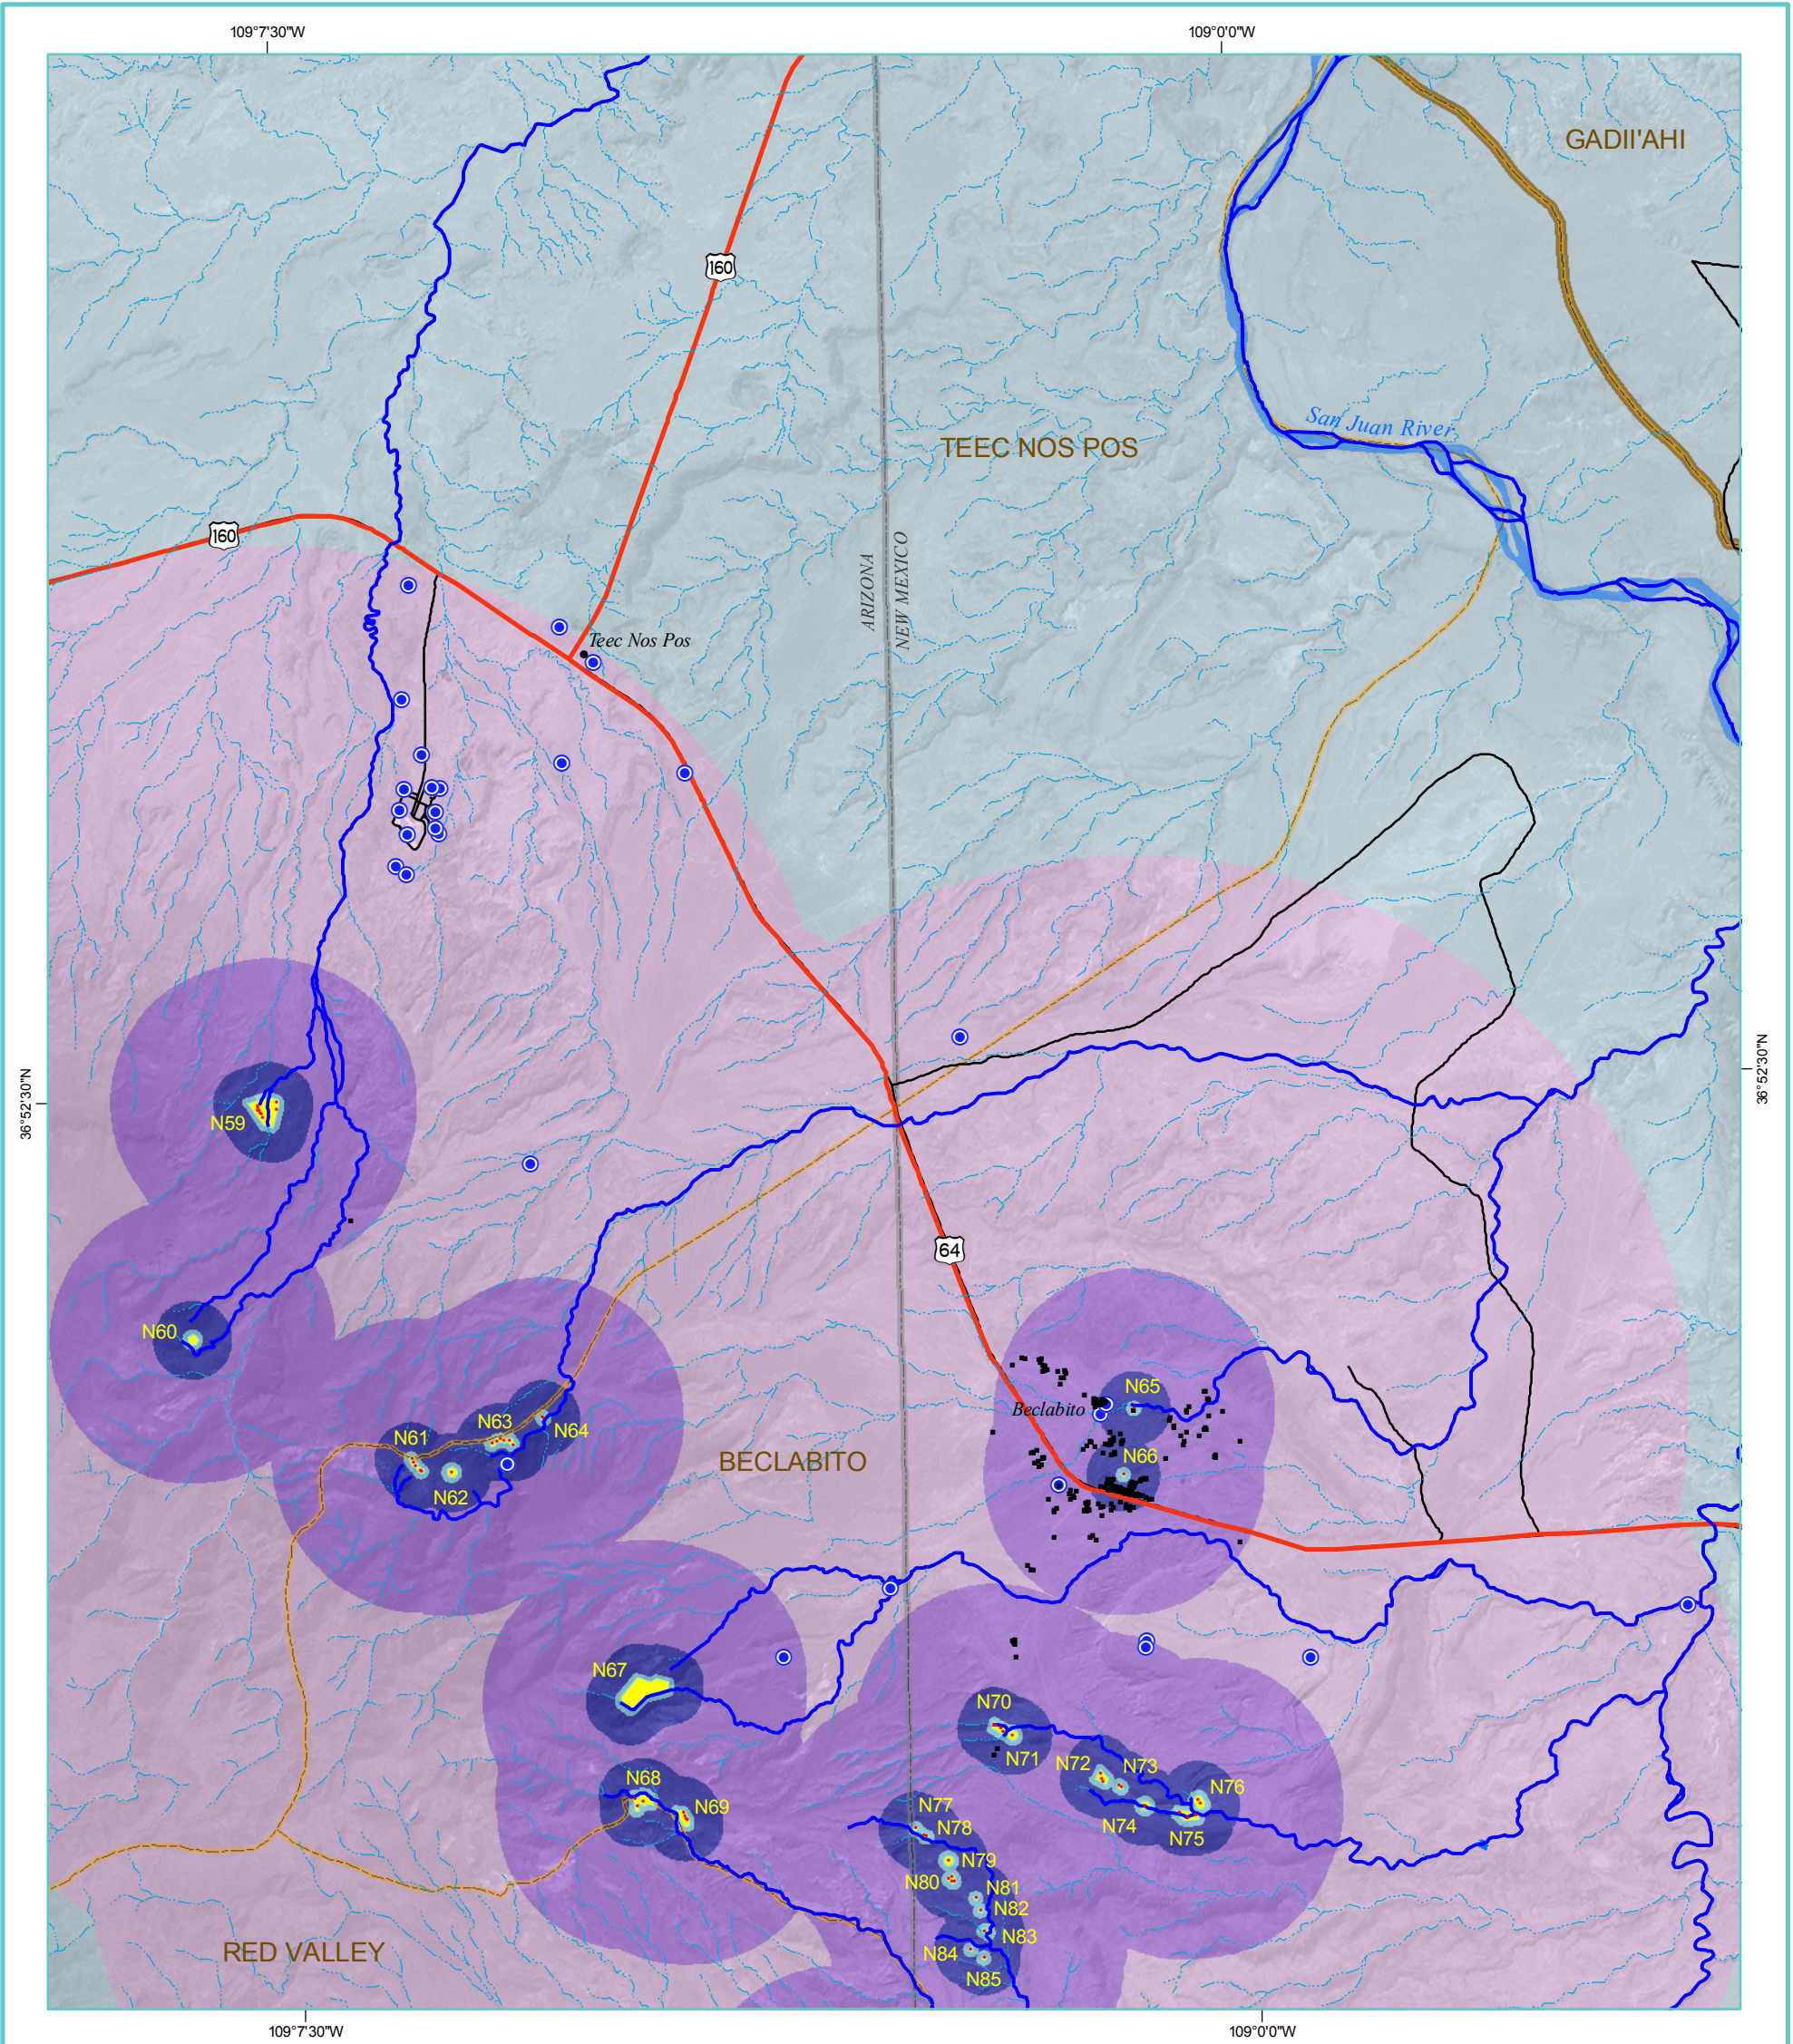 109°7'30"W
109°0'0"W
GADII'AHI
160
San Juan River
TEEC NOS POS
160
ARIZONA
NEW MEXICO
Teec Nos Pos
36°52'30"N
36°52'30"N
N59
64
N60
N65
Beclabito
N63
N64
N61
N66
BECLABITO
N62
N67
N70
N71
N72
N73
N68
N76
N69
N77
N74
N78
N75
N79
N80
N81
N82
N83
RED VALLEY
N84
N85
109°7'30"W
109°0'0"W